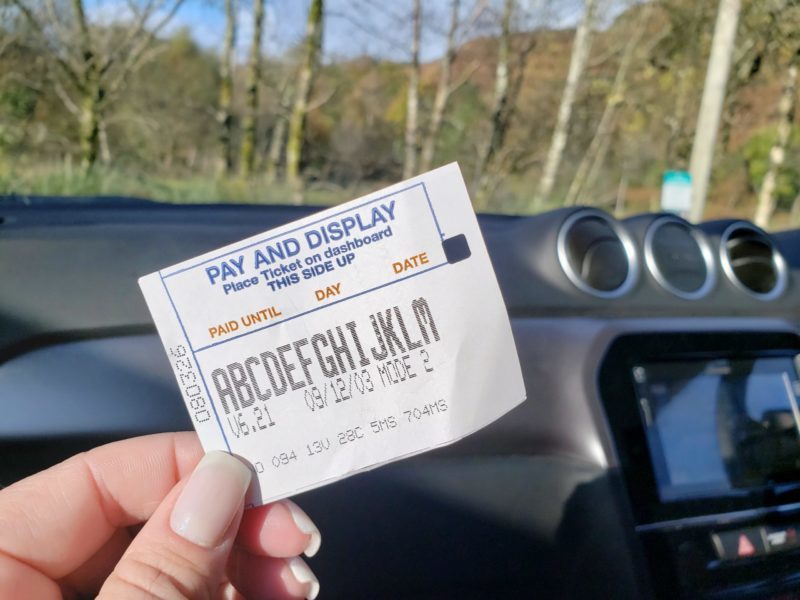 PAY AND DISPLAY
Place Ticket on dashboard
THIS SIDE UP
PAID UNTIL DAY DATE
ABCDEFGHIJKLM
V6.21 09/12/03 MODE 2
084 13V 28C 5MS 704MS
080326